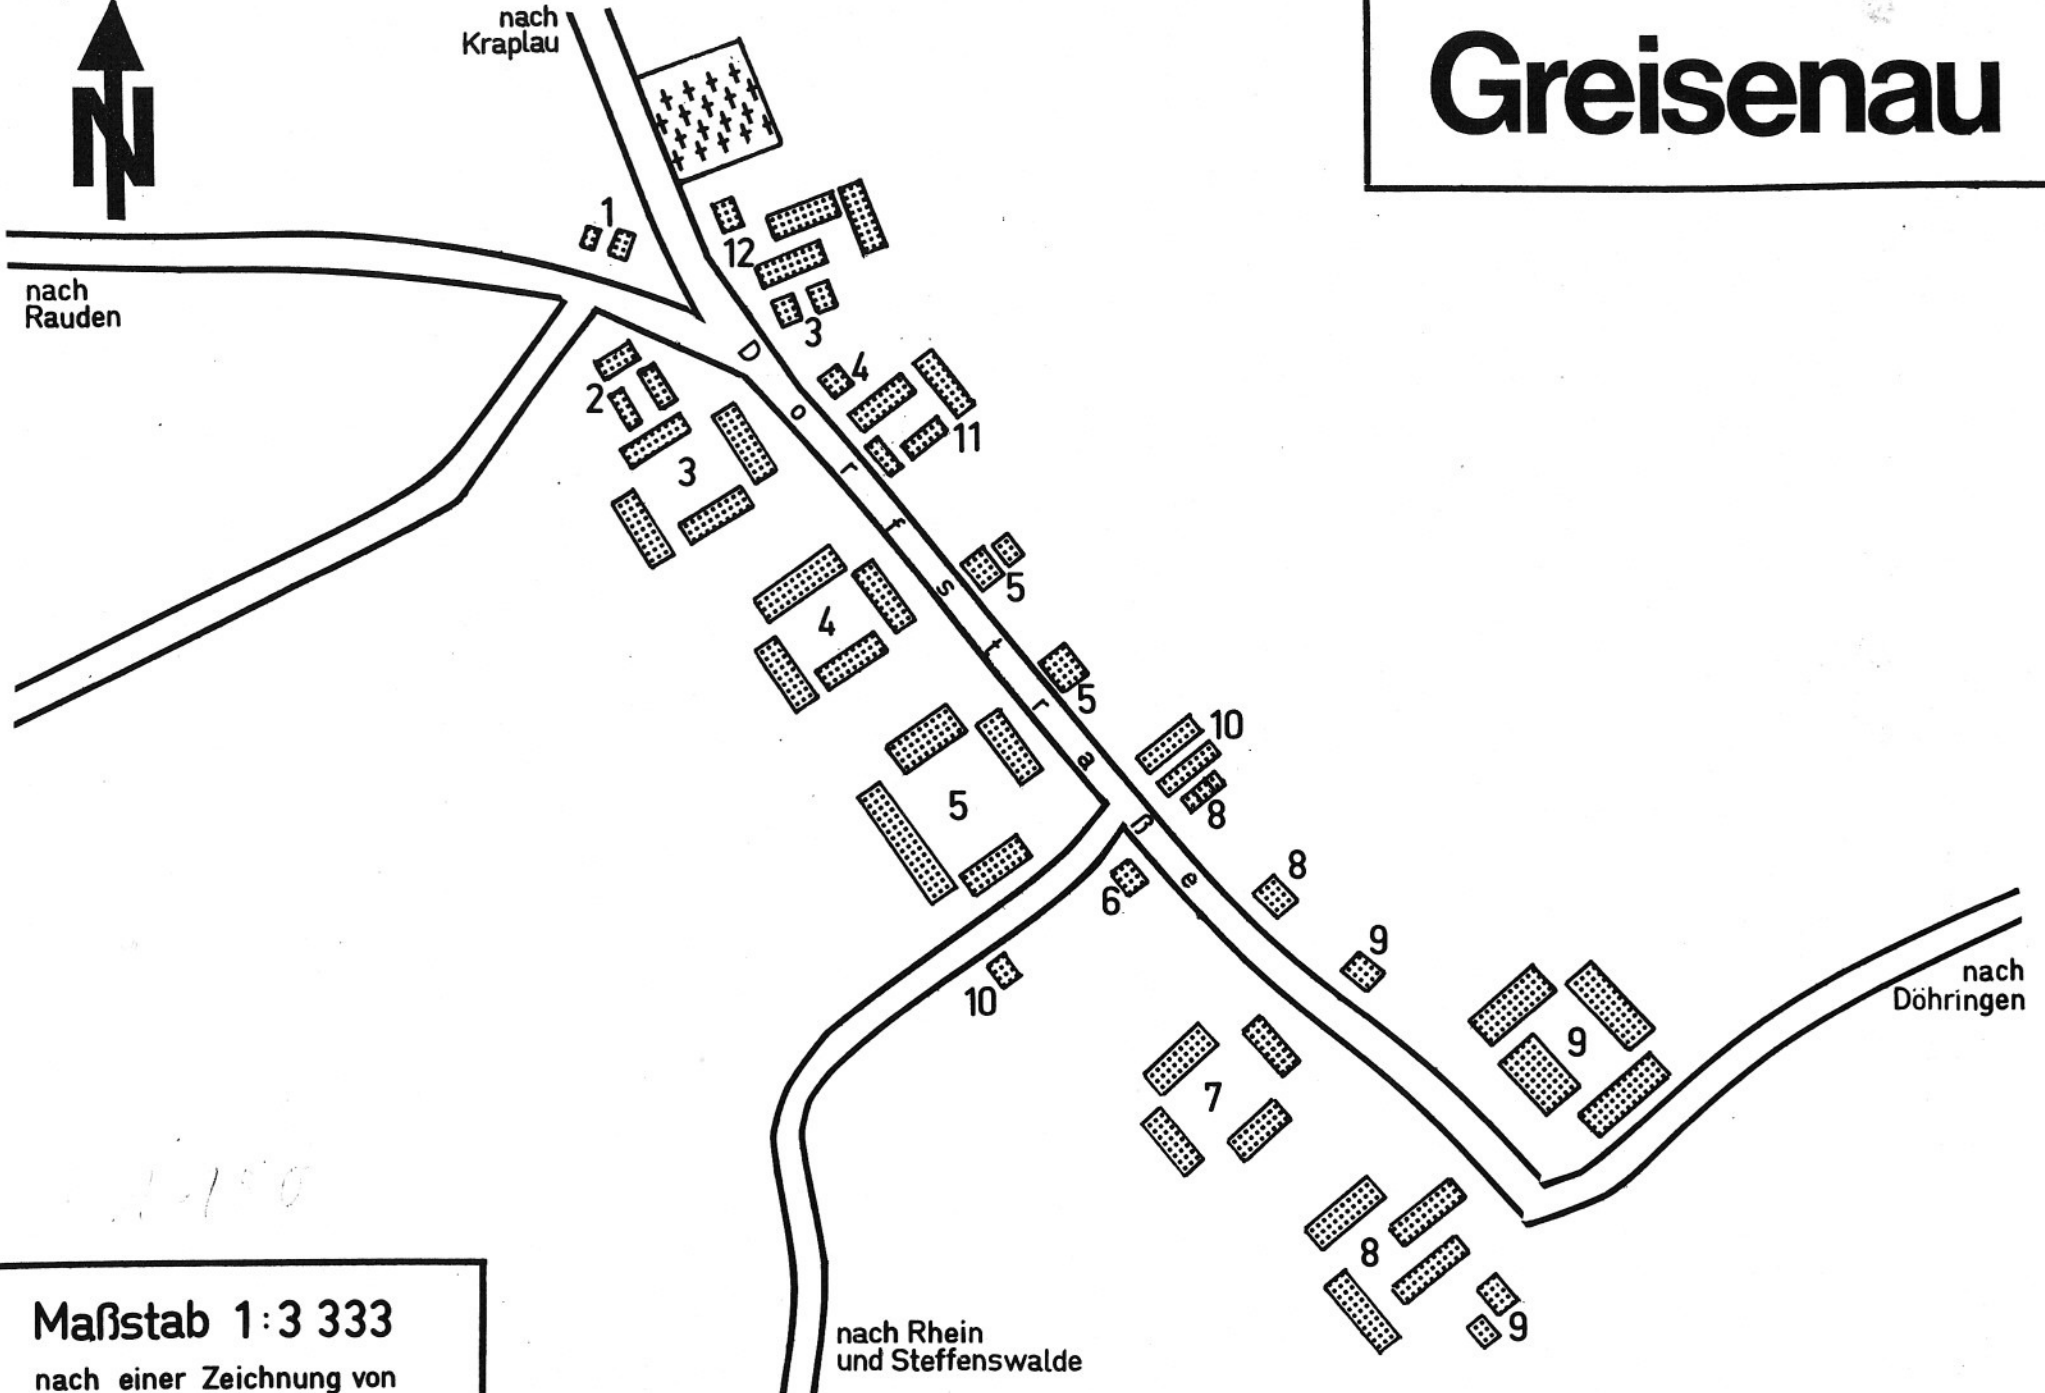 nach
Kraplau
Greisenau
N
nach
Rauden
1
12
3
4
11
2
3
Dorfstraße
5
4
5
10
8
5
8
6
9
10
nach
Döhringen
9
7
8
9
Maßstab 1:3 333
nach einer Zeichnung von
nach Rhein
und Steffenswalde